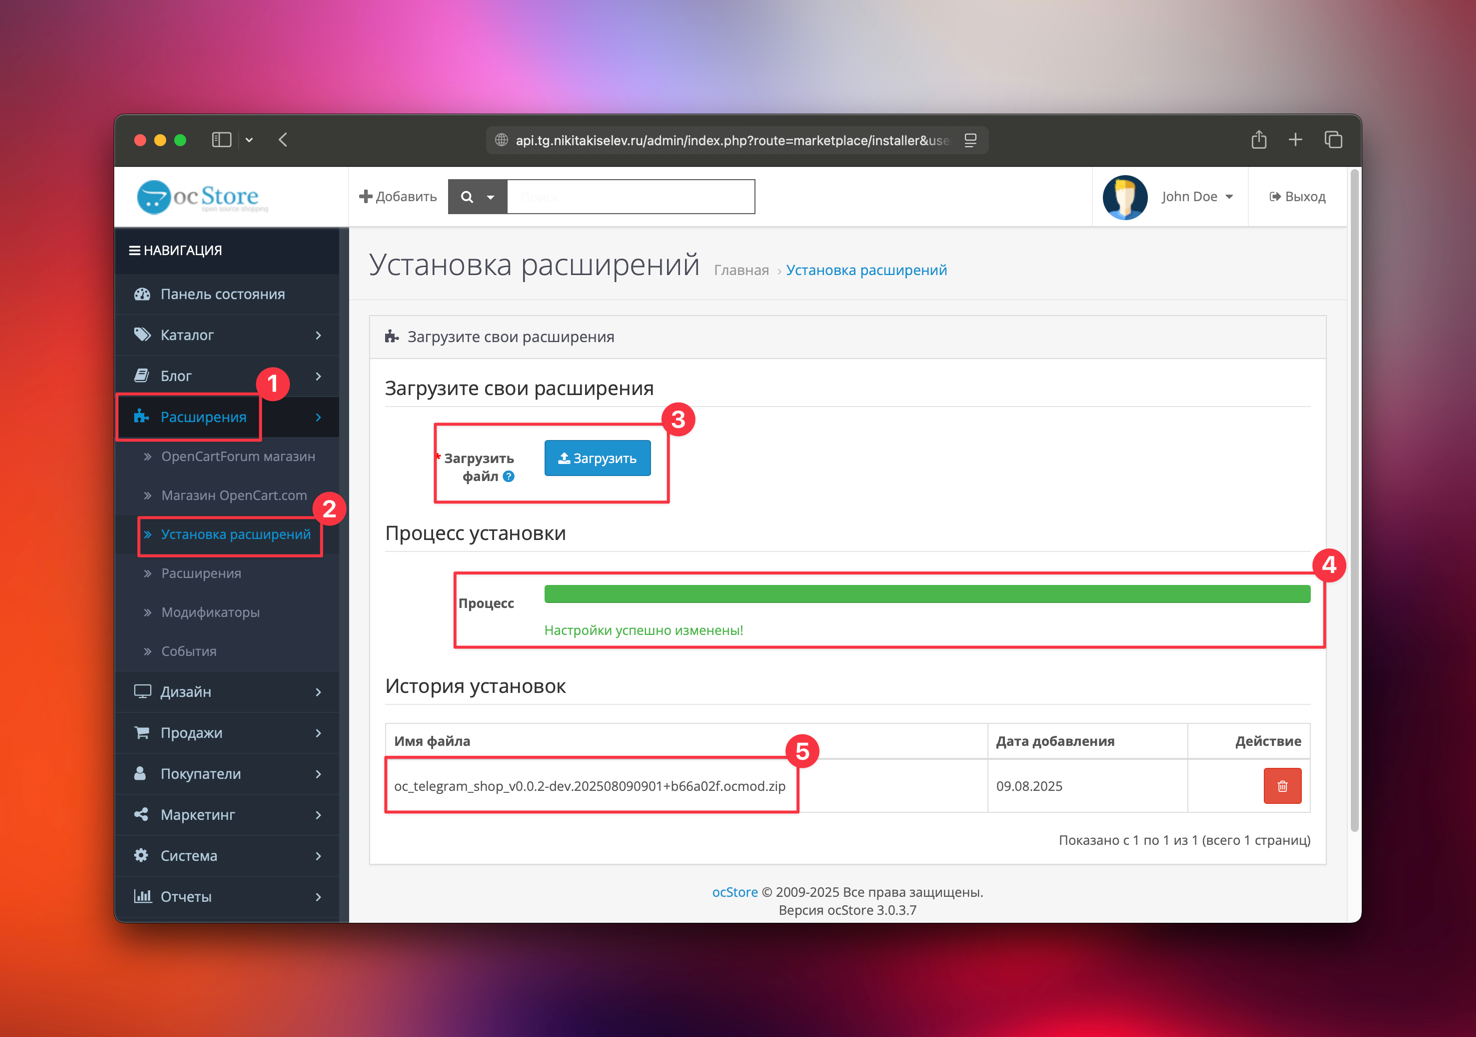 api.tg.nikitakiselev.ru/admin/index.php?route=marketplace/installer&use
ocStore
open source shopping
Добавить
John Doe
Выход
НАВИГАЦИЯ
Панель состояния
Каталог
Блог
1
Расширения
OpenCartForum магазин
Магазин OpenCart.com
2
Установка расширений
Расширения
Модификаторы
События
Дизайн
Продажи
Покупатели
Маркетинг
Система
Отчеты
Установка расширений
Главная › Установка расширений
Загрузите свои расширения
Загрузите свои расширения
3
* Загрузить
файл ?
Загрузить
Процесс установки
4
Процесс
Настройки успешно изменены!
История установок
Имя файла Дата добавления Действие
5
oc_telegram_shop_v0.0.2-dev.202508090901+b66a02f.ocmod.zip 09.08.2025
Показано с 1 по 1 из 1 (всего 1 страниц)
ocStore © 2009-2025 Все права защищены.
Версия ocStore 3.0.3.7